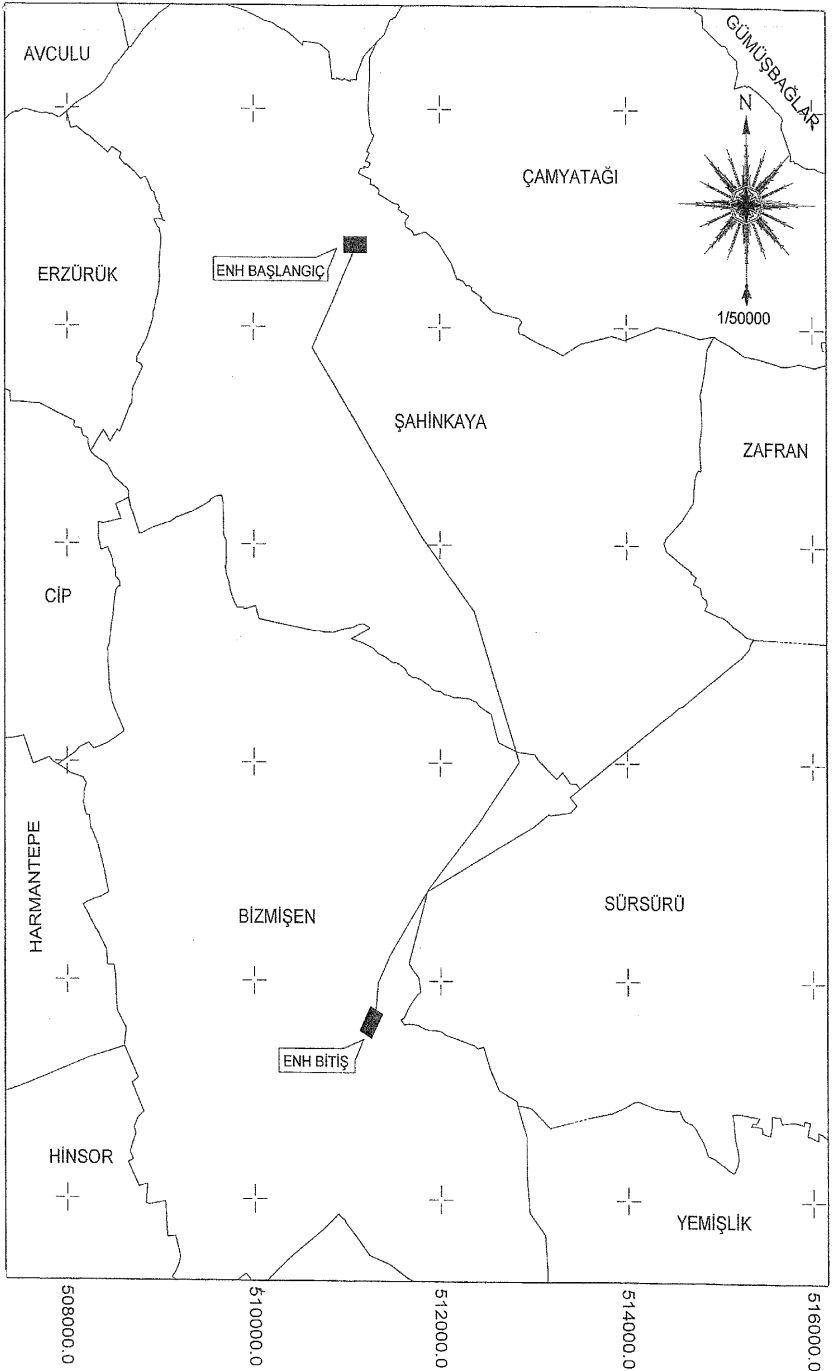 AVCULU
GÜMÜŞBAĞLAR
N
ÇAMYATAĞI
ERZÜRÜK
ENH BAŞLANGIÇ
1/50000
ŞAHİNKAYA
ZAFRAN
CİP
HARMANTEPE
BİZMİŞEN
SÜRSÜRÜ
ENH BİTİŞ
HİNSOR
YEMİŞLİK
508000.0
510000.0
512000.0
514000.0
516000.0